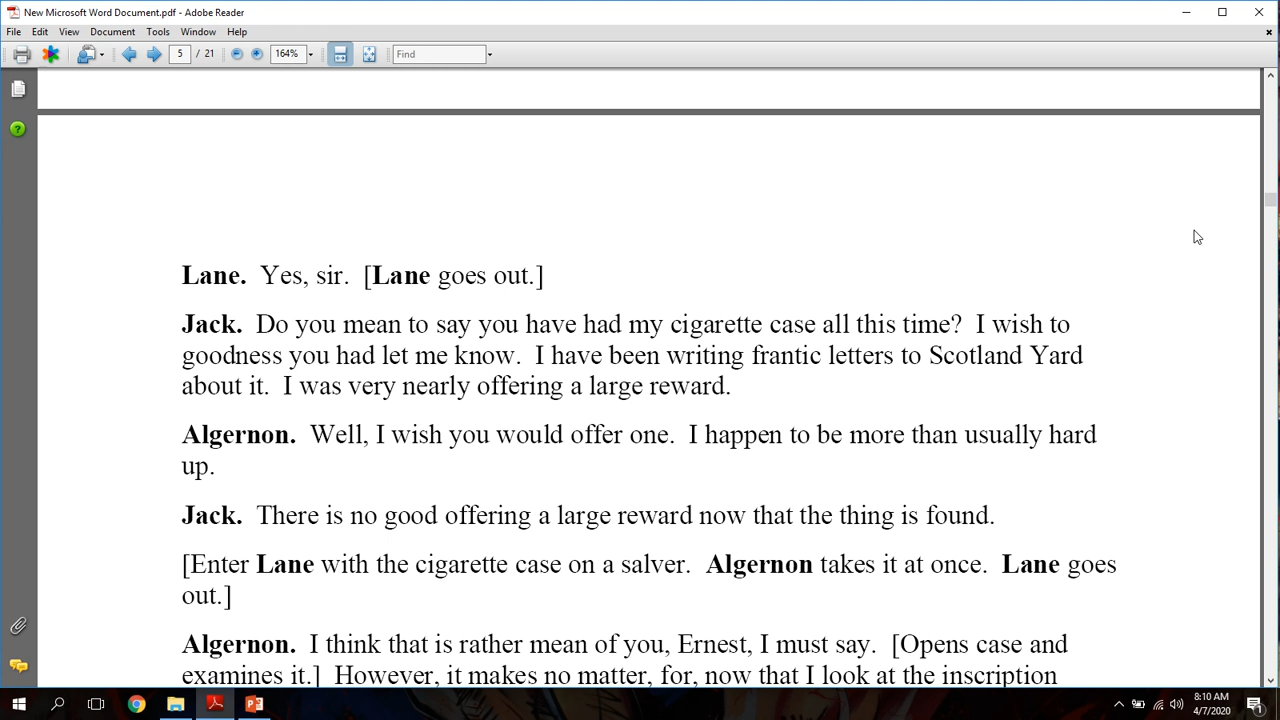 New Microsoft Word Document.pdf - Adobe Reader
File Edit View Document Tools Window Help
5 / 21 164% Find
Lane. Yes, sir. [Lane goes out.]
Jack. Do you mean to say you have had my cigarette case all this time? I wish to
goodness you had let me know. I have been writing frantic letters to Scotland Yard
about it. I was very nearly offering a large reward.
Algernon. Well, I wish you would offer one. I happen to be more than usually hard
up.
Jack. There is no good offering a large reward now that the thing is found.
[Enter Lane with the cigarette case on a salver. Algernon takes it at once. Lane goes
out.]
Algernon. I think that is rather mean of you, Ernest, I must say. [Opens case and
examines it.] However, it makes no matter, for, now that I look at the inscription
8:10 AM
4/7/2020